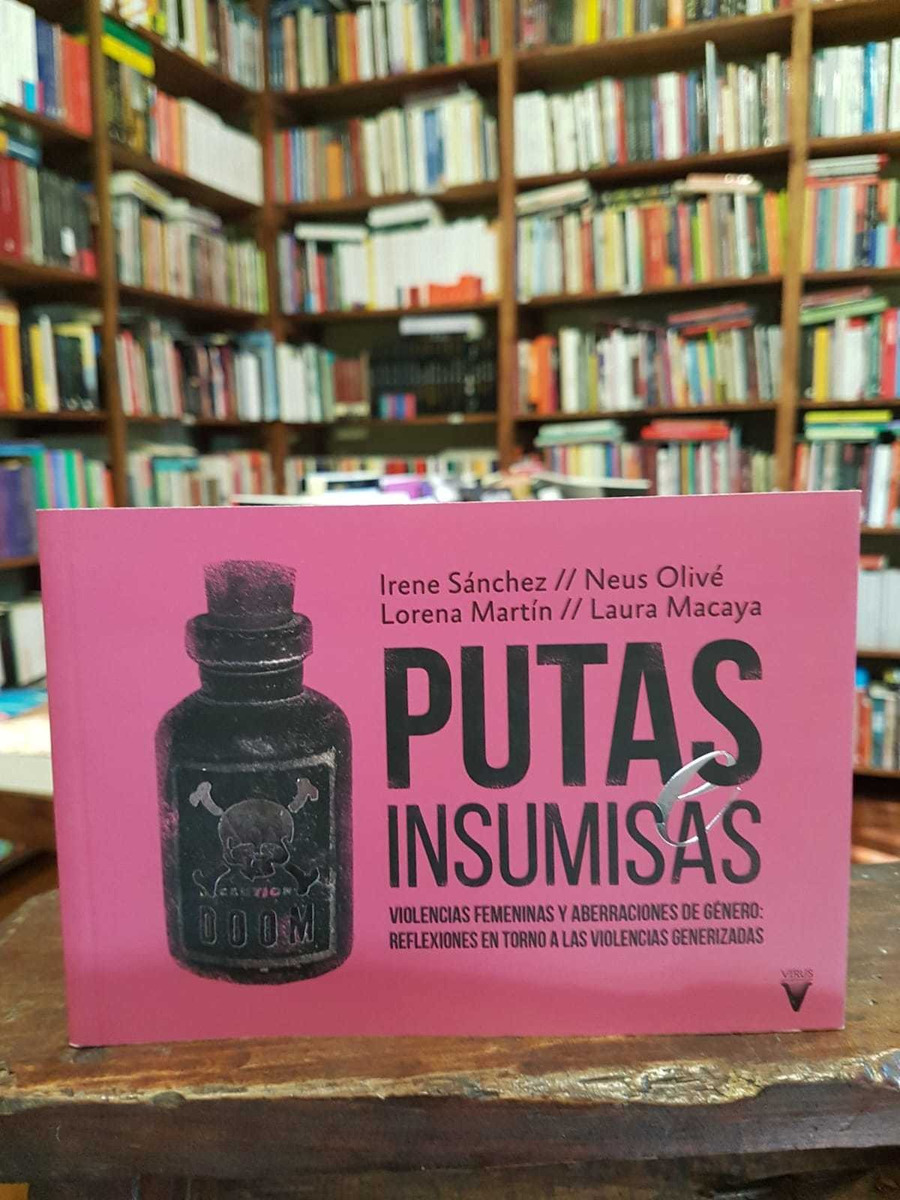 Irene Sánchez // Neus Olivé
Lorena Martín // Laura Macaya
PUTAS
e
INSUMISAS
VIOLENCIAS FEMENINAS Y ABERRACIONES DE GÉNERO:
REFLEXIONES EN TORNO A LAS VIOLENCIAS GENERIZADAS
CAUTION
DOOM
VIRUS